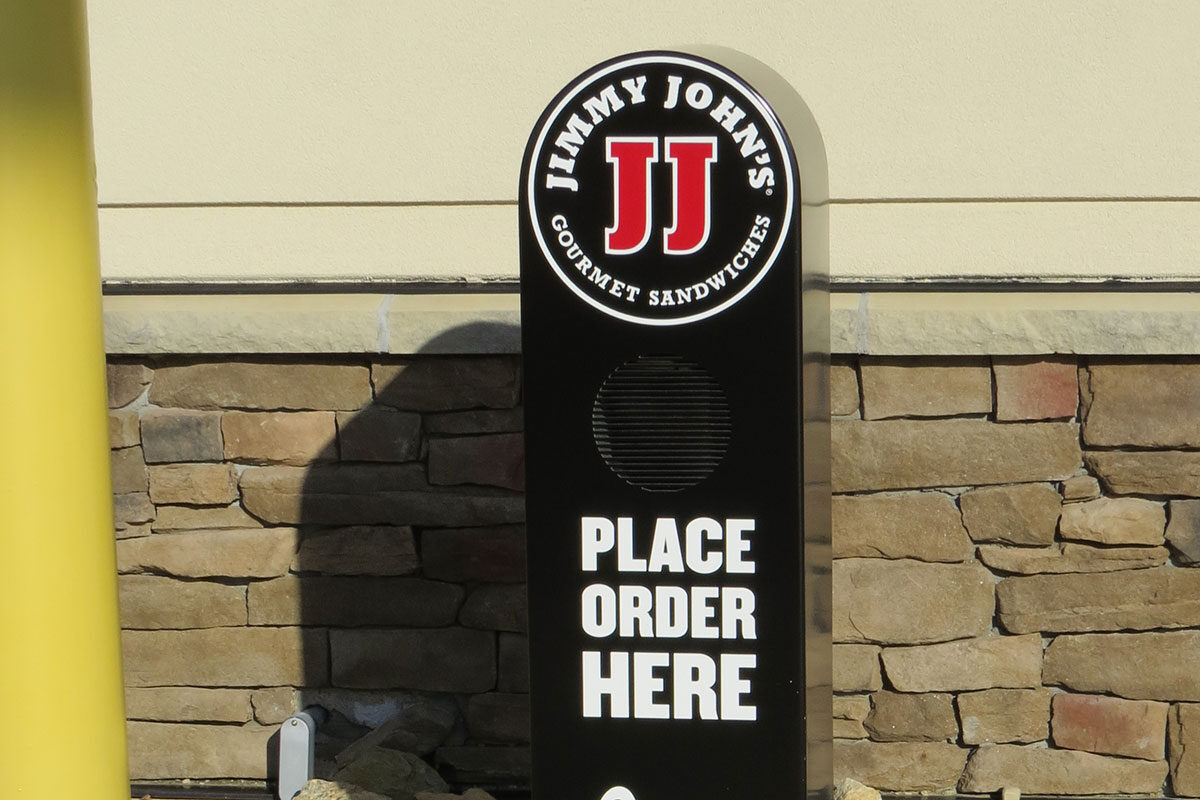 JIMMY JOHN'S®
JJ
GOURMET SANDWICHES
PLACE
ORDER
HERE